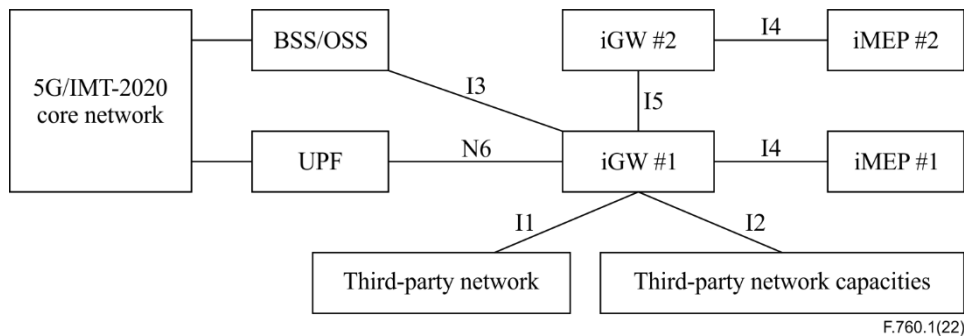 BSS/OSS
iGW #2
I4
iMEP #2
5G/IMT-2020
core network
I3
I5
UPF
N6
iGW #1
I4
iMEP #1
I1
I2
Third-party network
Third-party network capacities
F.760.1(22)